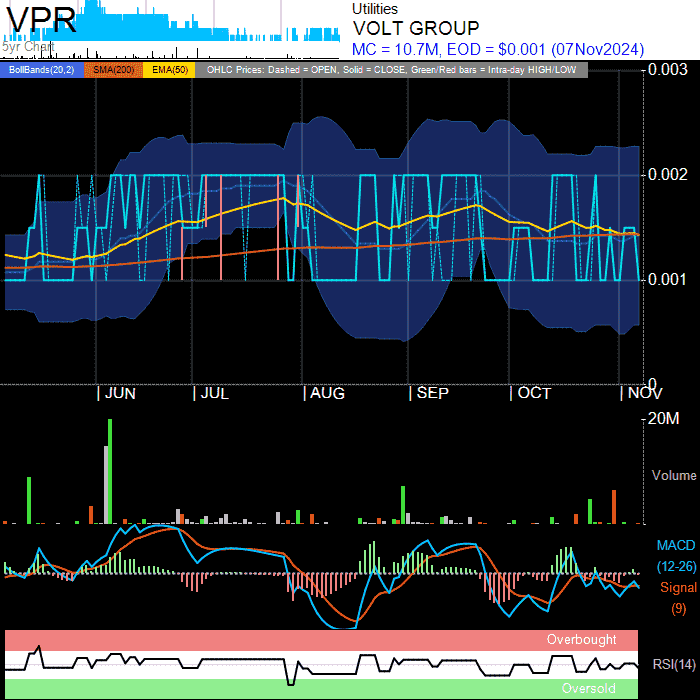 VPR
5yr Chart
Utilities
VOLT GROUP
MC = 10.7M, EOD = $0.001 (07Nov2024)
BollBands(20,2) SMA(200) EMA(50) OHLC Prices: Dashed = OPEN, Solid = CLOSE, Green/Red bars = Intra-day HIGH/LOW
0.003
0.002
0.001
0
JUN JUL AUG SEP OCT NOV
20M
Volume
MACD
(12-26)
Signal
(9)
Overbought
RSI(14)
Oversold